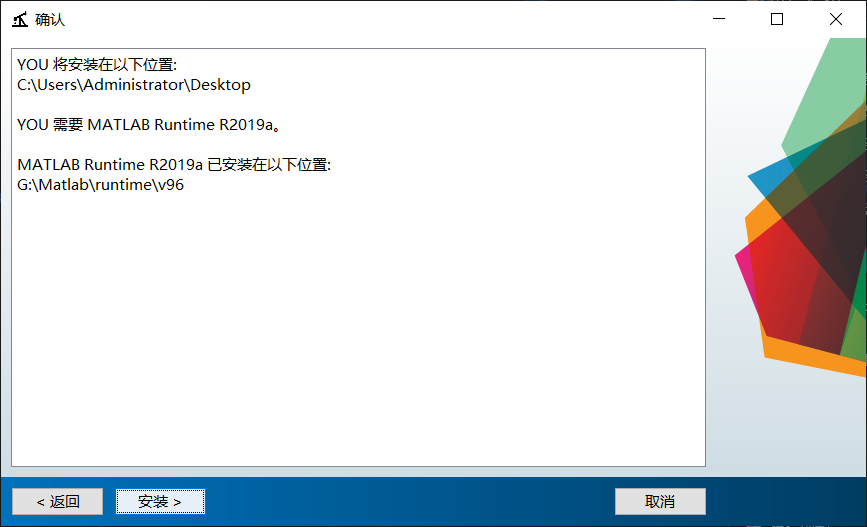 确认
YOU 将安装在以下位置:
C:\Users\Administrator\Desktop
YOU 需要 MATLAB Runtime R2019a。
MATLAB Runtime R2019a 已安装在以下位置:
G:\Matlab\runtime\v96
< 返回
安装 >
取消